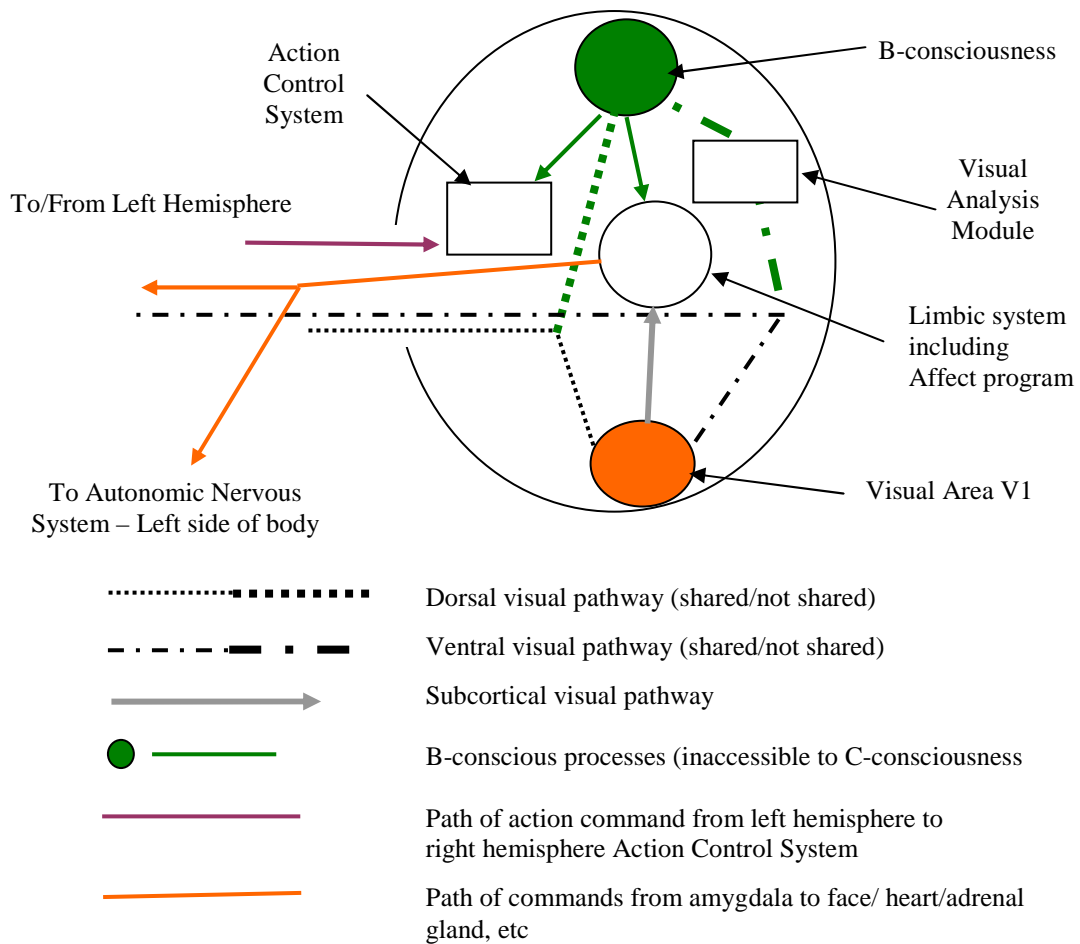 Action
Control
System
B-consciousness
To/From Left Hemisphere
Visual
Analysis
Module
Limbic system
including
Affect program
To Autonomic Nervous
System – Left side of body
Visual Area V1
Dorsal visual pathway (shared/not shared)
Ventral visual pathway (shared/not shared)
Subcortical visual pathway
B-conscious processes (inaccessible to C-consciousness
Path of action command from left hemisphere to
right hemisphere Action Control System
Path of commands from amygdala to face/ heart/adrenal
gland, etc